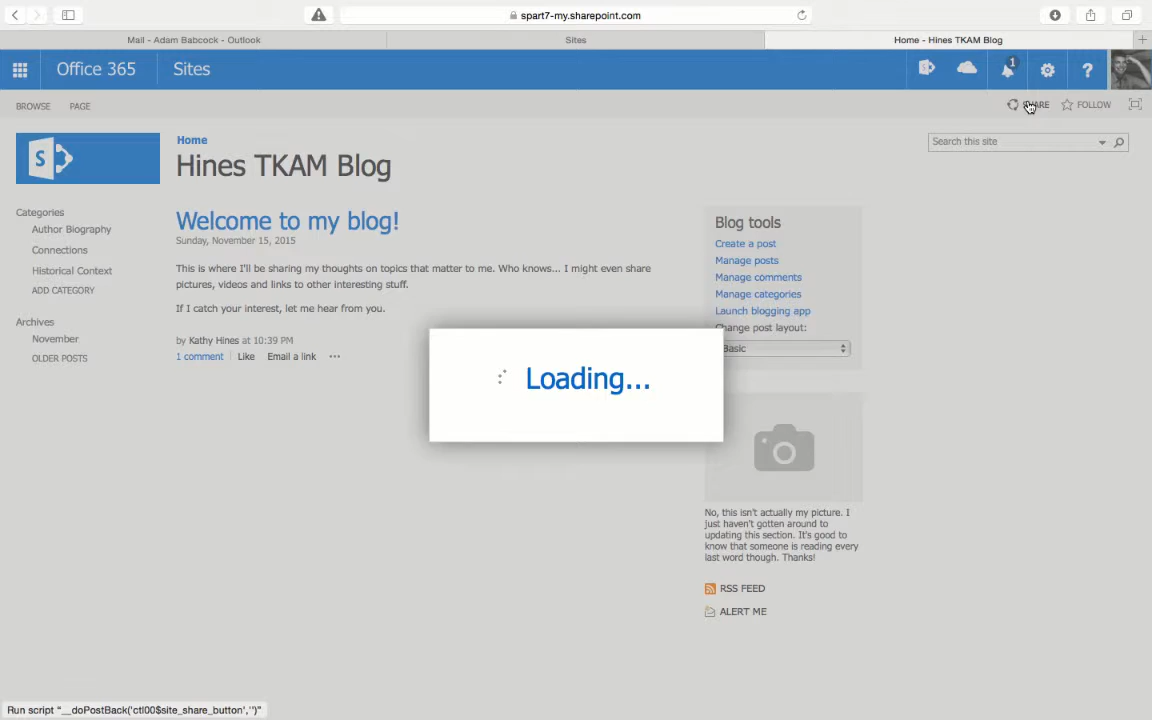 spart7-my.sharepoint.com
Mail - Adam Babcock - Outlook
Sites
Home - Hines TKAM Blog
Office 365
Sites
1
?
BROWSE
PAGE
SHARE
FOLLOW
S
Home
Hines TKAM Blog
Search this site
Categories
Author Biography
Connections
Historical Context
ADD CATEGORY
Archives
November
OLDER POSTS
Welcome to my blog!
Sunday, November 15, 2015
This is where I'll be sharing my thoughts on topics that matter to me. Who knows... I might even share
pictures, videos and links to other interesting stuff.
If I catch your interest, let me hear from you.
by Kathy Hines at 10:39 PM
1 comment
Like
Email a link
Blog tools
Create a post
Manage posts
Manage comments
Manage categories
Launch blogging app
Change post layout:
Basic
Loading...
No, this isn't actually my picture. I
just haven't gotten around to
updating this section. It's good to
know that someone is reading every
last word though. Thanks!
RSS FEED
ALERT ME
Run script "__doPostBack('ctl00$site_share_button','')"